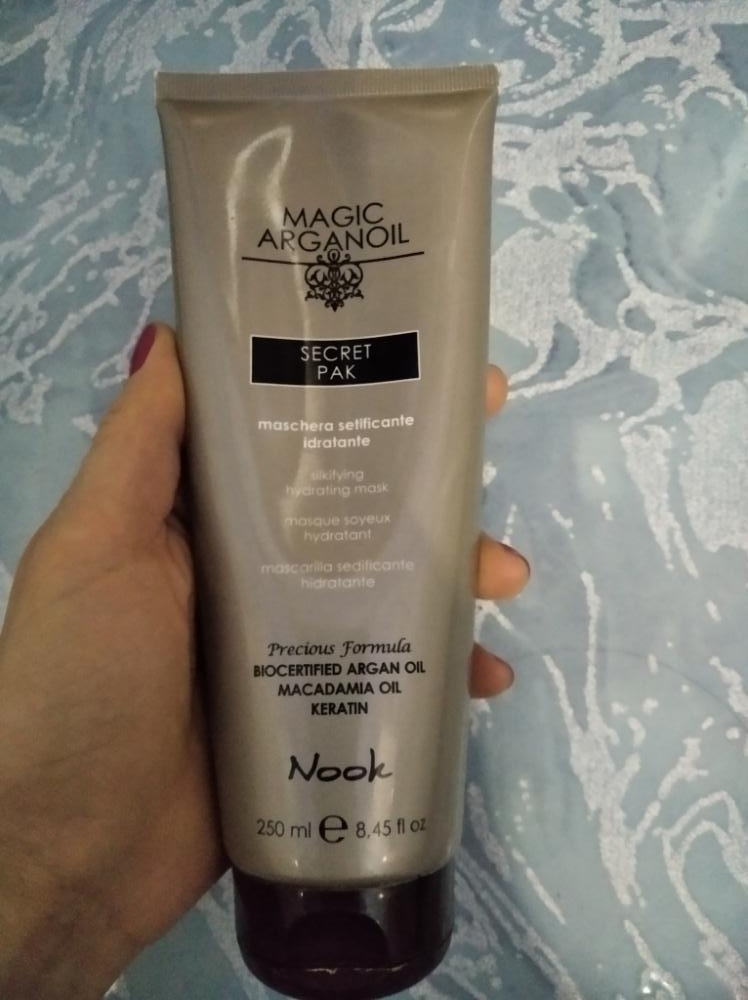 MAGIC
ARGANOIL
SECRET
PAK
maschera setificante
idratante
silkifying
hydrating mask
masque soyeux
hydratant
mascarilla sedificante
hidratante
Precious Formula
BIOCERTIFIED ARGAN OIL
MACADAMIA OIL
KERATIN
Nook
250 ml e 8,45 fl oz